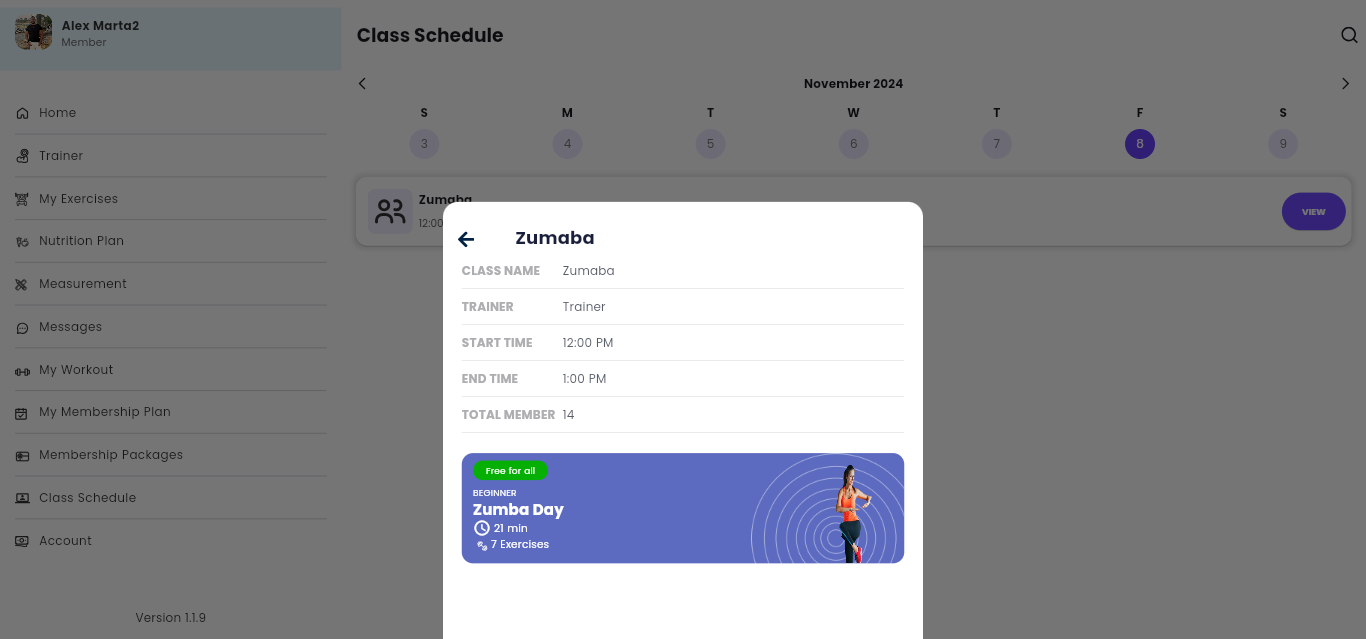 Alex Marta2
Member
Home
Trainer
My Exercises
Nutrition Plan
Measurement
Messages
My Workout
My Membership Plan
Membership Packages
Class Schedule
Account
Version 1.1.9
Class Schedule
November 2024
S M T W T F S
3 4 5 6 7 8 9
Zumaba
12:00
VIEW
Zumaba
CLASS NAME Zumaba
TRAINER Trainer
START TIME 12:00 PM
END TIME 1:00 PM
TOTAL MEMBER 14
Free for all
BEGINNER
Zumba Day
21 min
7 Exercises